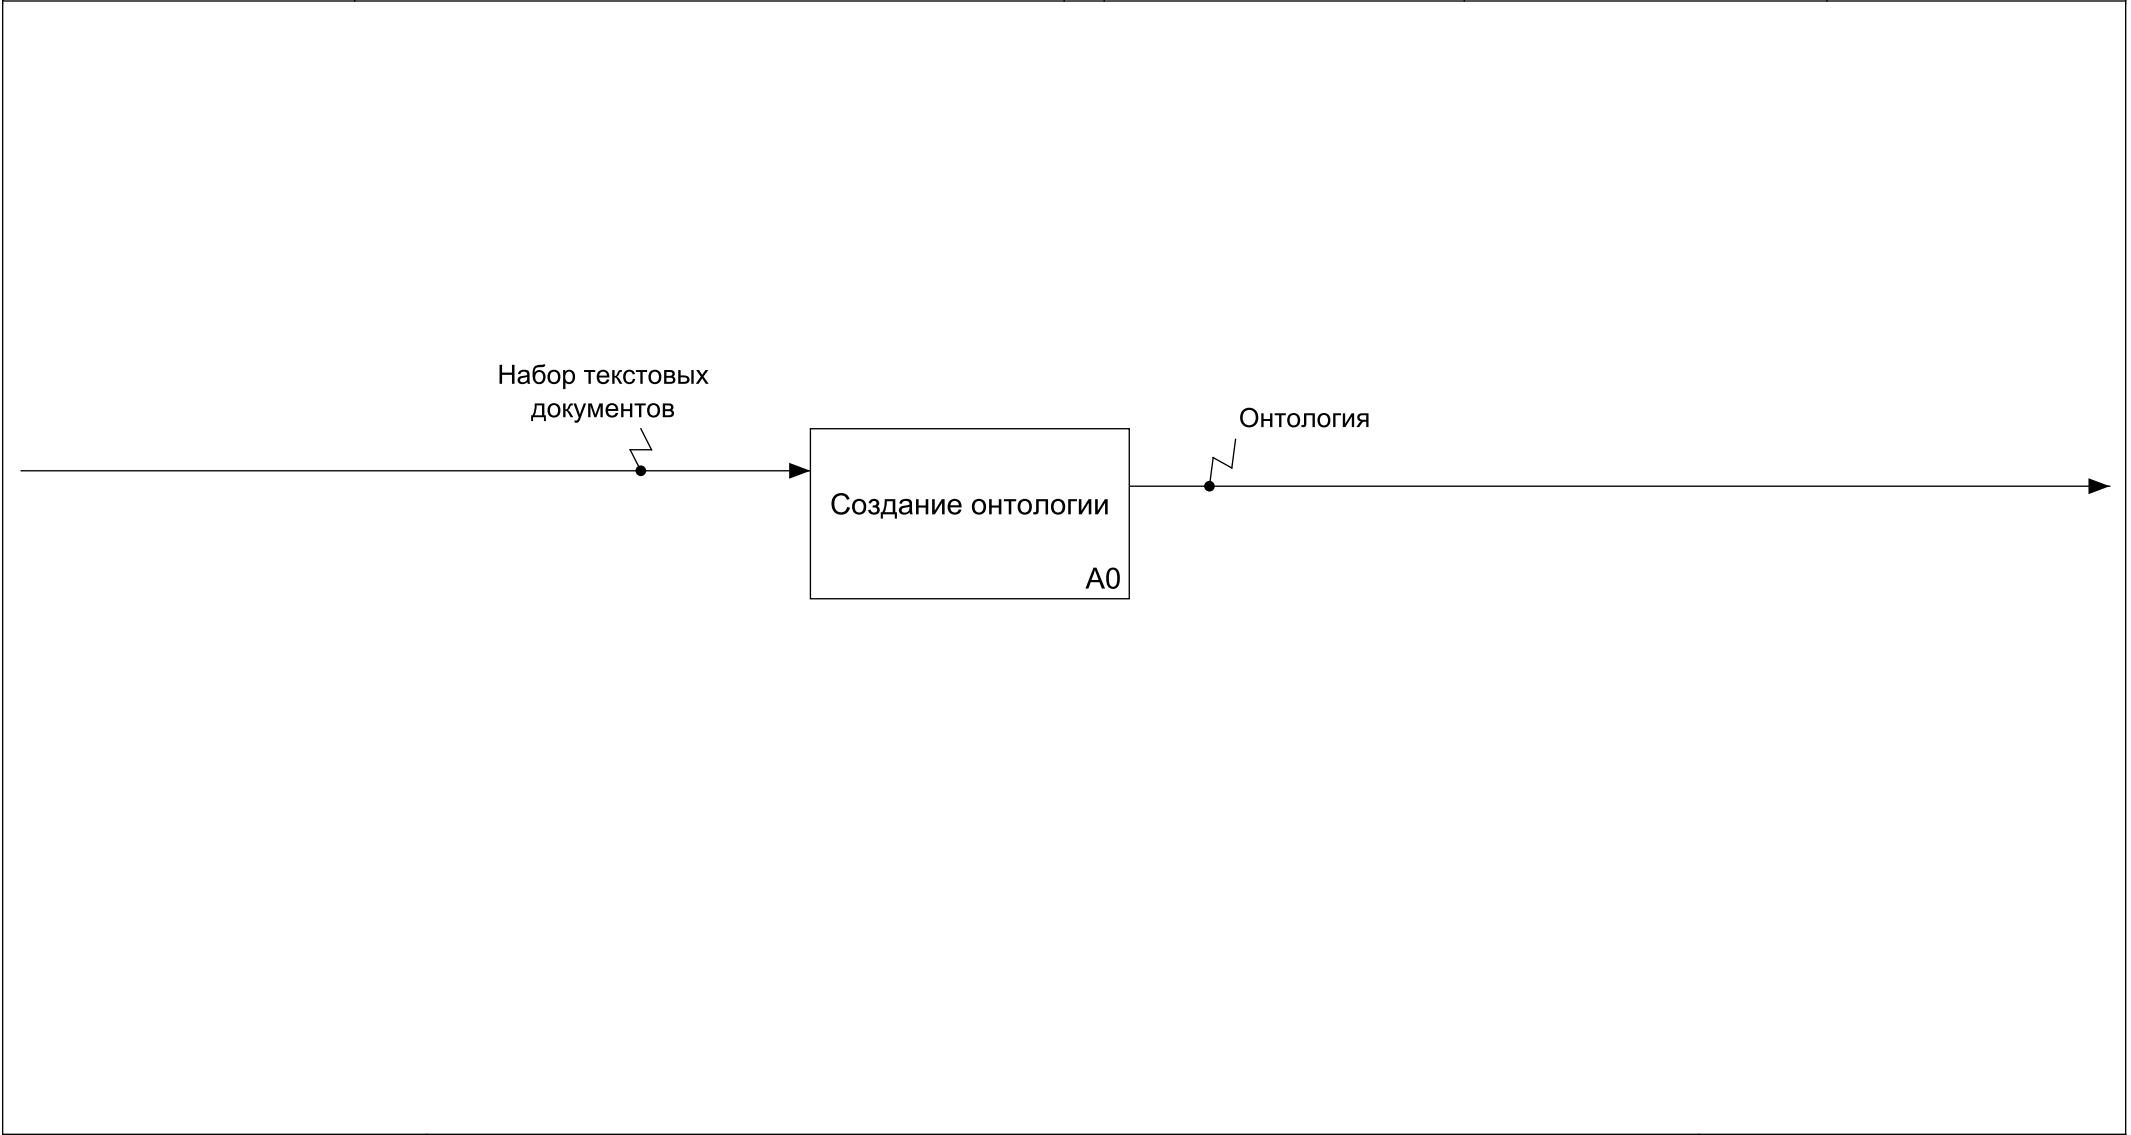 Набор текстовых
документов
Онтология
Создание онтологии
A0